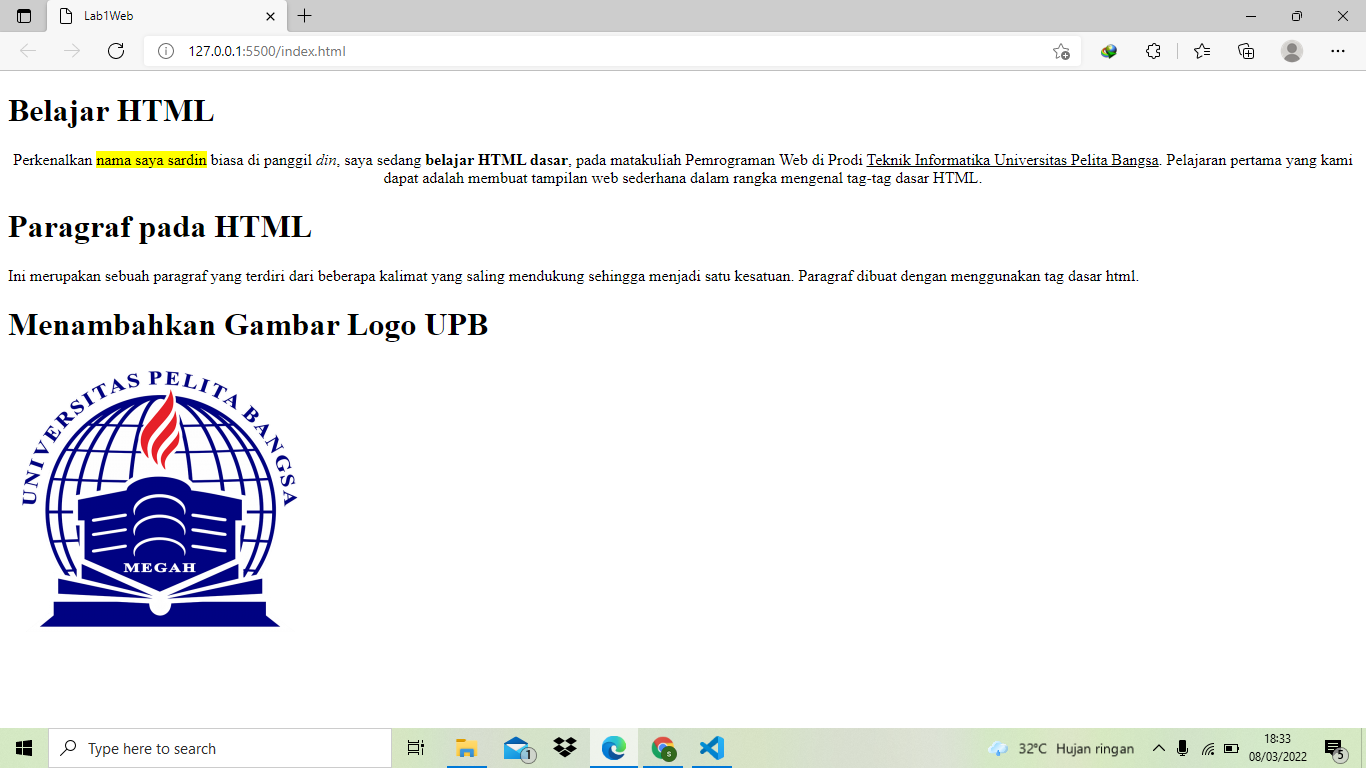 Lab1Web
127.0.0.1:5500/index.html
Belajar HTML
Perkenalkan nama saya sardin biasa di panggil din, saya sedang belajar HTML dasar, pada matakuliah Pemrograman Web di Prodi Teknik Informatika Universitas Pelita Bangsa. Pelajaran pertama yang kami
dapat adalah membuat tampilan web sederhana dalam rangka mengenal tag-tag dasar HTML.
Paragraf pada HTML
Ini merupakan sebuah paragraf yang terdiri dari beberapa kalimat yang saling mendukung sehingga menjadi satu kesatuan. Paragraf dibuat dengan menggunakan tag dasar html.
Menambahkan Gambar Logo UPB
UNIVERSITAS PELITA BANGSA
MEGAH
Type here to search
1
s
32°C Hujan ringan
18:33
08/03/2022
5